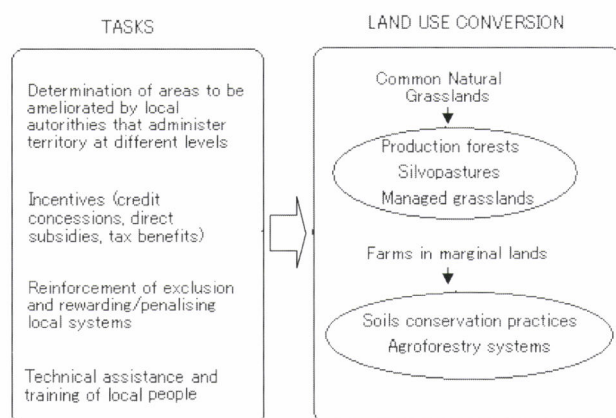 TASKS
Determination of areas to be
ameliorated by local
autorithies that administer
territory at different levels
Incentives (credit
concessions, direct
subsidies, tax benefits)
Reinforcement of exclusion
and rewarding/penalising
local systems
Technical assistance and
training of local people
LAND USE CONVERSION
Common Natural
Grasslands
Production forests
Silvopastures
Managed grasslands
Farms in marginal lands
Soils conservation practices
Agroforestry systems